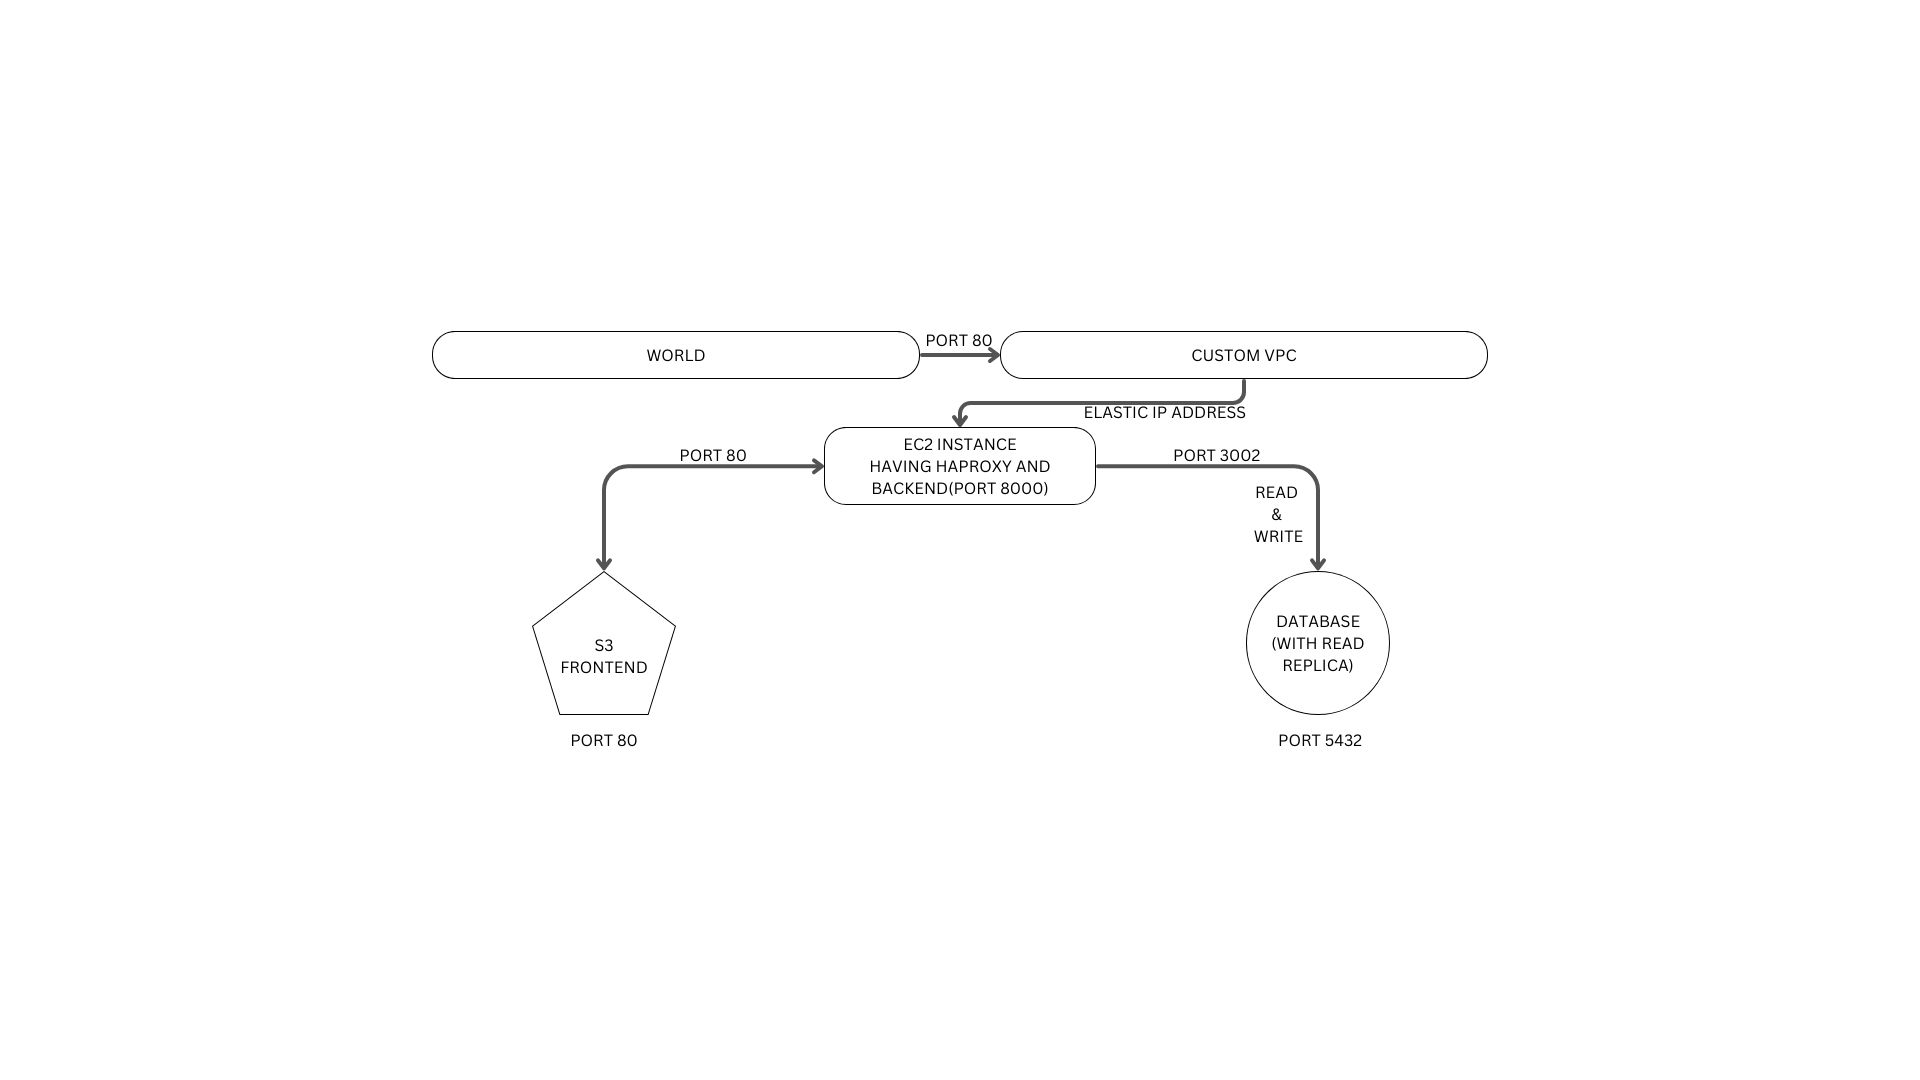 WORLD
PORT 80
CUSTOM VPC
ELASTIC IP ADDRESS
EC2 INSTANCE
HAVING HAPROXY AND
BACKEND(PORT 8000)
PORT 80
PORT 3002
READ
&
WRITE
S3
FRONTEND
PORT 80
DATABASE
(WITH READ
REPLICA)
PORT 5432